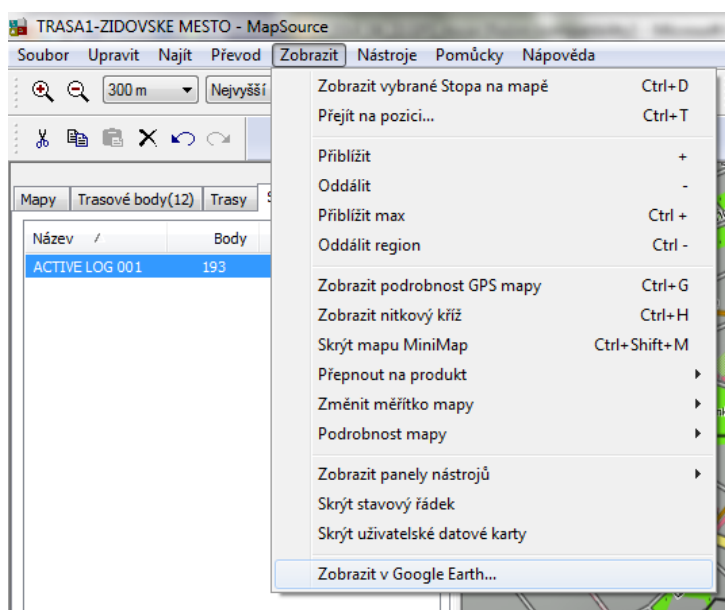 TRASA1-ZIDOVSKE MESTO - MapSource
Soubor Upravit Najít Převod Zobrazit Nástroje Pomůcky Nápověda
300 m Nejvyšší
Mapy Trasové body(12) Trasy
Název Body
ACTIVE LOG 001 193
Zobrazit vybrané Stopa na mapě Ctrl+D
Přejít na pozici... Ctrl+T
Přiblížit +
Oddálit -
Přiblížit max Ctrl +
Oddálit region Ctrl -
Zobrazit podrobnost GPS mapy Ctrl+G
Zobrazit nitkový kříž Ctrl+H
Skrýt mapu MiniMap Ctrl+Shift+M
Přepnout na produkt
Změnit měřítko mapy
Podrobnost mapy
Zobrazit panely nástrojů
Skrýt stavový řádek
Skrýt uživatelské datové karty
Zobrazit v Google Earth...